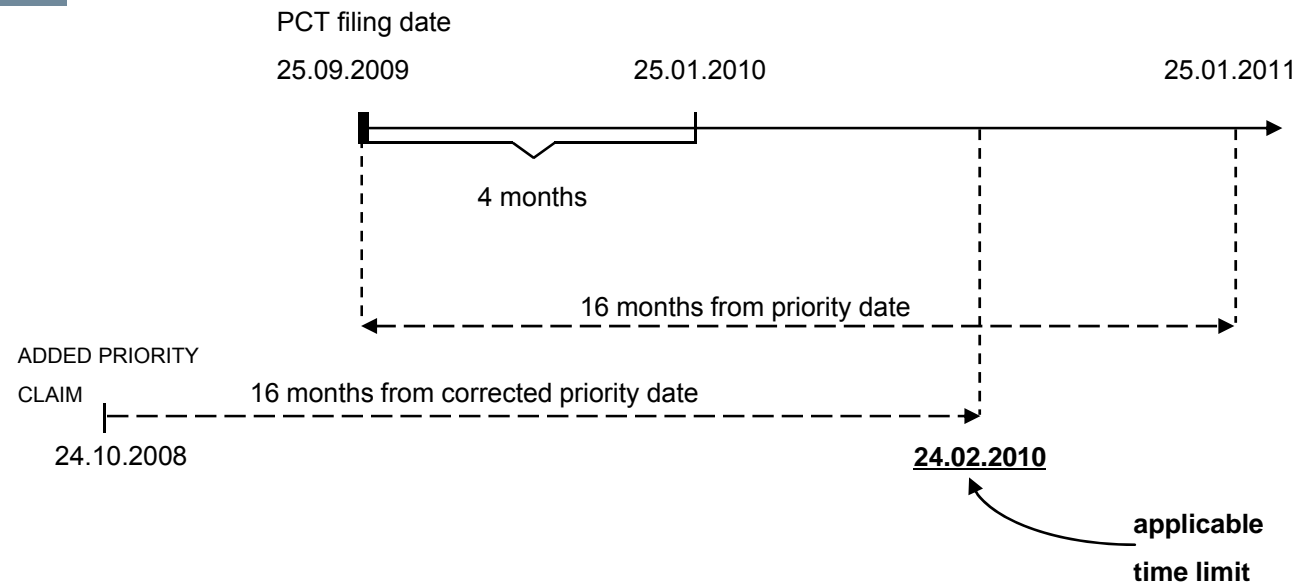 PCT filing date
25.09.2009 25.01.2010 25.01.2011
4 months
16 months from priority date
ADDED PRIORITY
CLAIM 16 months from corrected priority date
24.10.2008 24.02.2010
applicable
time limit